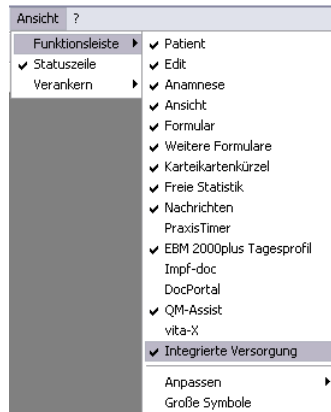 Ansicht ?
Funktionsleiste
Statuszeile
Verankern
Patient
Edit
Anamnese
Ansicht
Formular
Weitere Formulare
Karteikartenkürzel
Freie Statistik
Nachrichten
PraxisTimer
EBM 2000plus Tagesprofil
Impf-doc
DocPortal
QM-Assist
vita-X
Integrierte Versorgung
Anpassen
Große Symbole